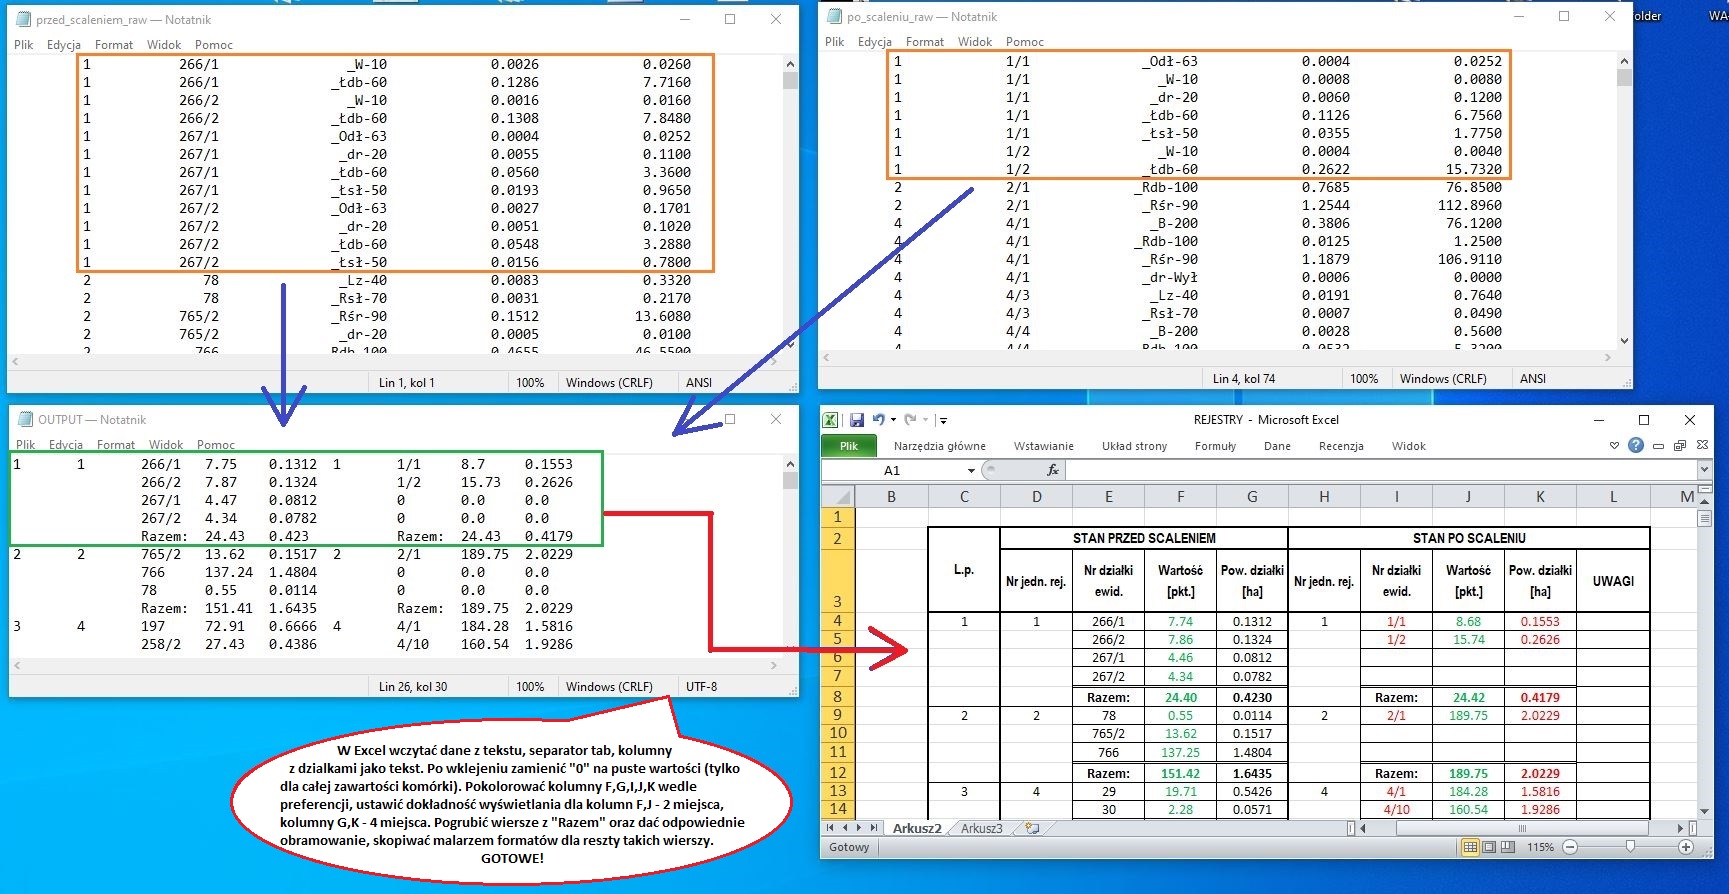 przed_scaleniem_raw — Notatnik
Plik Edycja Format Widok Pomoc
1 266/1 _W-10 0.0026 0.0260
1 266/1 _Łdb-60 0.1286 7.7160
1 266/2 _W-10 0.0016 0.0160
1 266/2 _Łdb-60 0.1308 7.8480
1 267/1 _Odł-63 0.0004 0.0252
1 267/1 _dr-20 0.0055 0.1100
1 267/1 _Łdb-60 0.0560 3.3600
1 267/1 _Łsł-50 0.0193 0.9650
1 267/2 _Odł-63 0.0027 0.1701
1 267/2 _dr-20 0.0051 0.1020
1 267/2 _Łdb-60 0.0548 3.2880
1 267/2 _Łsł-50 0.0156 0.7800
2 78 _Lz-40 0.0083 0.3320
2 78 _Rsł-70 0.0031 0.2170
2 765/2 _Rśr-90 0.1512 13.6080
2 765/2 _dr-20 0.0005 0.0100
2 766 _Rdb-100 0.4655 46.5500
Lin 1, kol 1 100% Windows (CRLF) ANSI
po_scaleniu_raw — Notatnik
Plik Edycja Format Widok Pomoc
1 1/1 _Odł-63 0.0004 0.0252
1 1/1 _W-10 0.0008 0.0080
1 1/1 _dr-20 0.0060 0.1200
1 1/1 _Łdb-60 0.1126 6.7560
1 1/1 _Łsł-50 0.0355 1.7750
1 1/2 _W-10 0.0004 0.0040
1 1/2 _Łdb-60 0.2622 15.7320
2 2/1 _Rdb-100 0.7685 76.8500
2 2/1 _Rśr-90 1.2544 112.8960
4 4/1 _B-200 0.3806 76.1200
4 4/1 _Rdb-100 0.0125 1.2500
4 4/1 _Rśr-90 1.1879 106.9110
4 4/1 _dr-Wył 0.0006 0.0000
4 4/3 _Lz-40 0.0191 0.7640
4 4/3 _Rsł-70 0.0007 0.0490
4 4/4 _B-200 0.0028 0.5600
4 4/4 _Rdb-100 0.0532 5.3200
Lin 4, kol 74 100% Windows (CRLF) ANSI
folder WA-
OUTPUT — Notatnik
Plik Edycja Format Widok Pomoc
1 1 266/1 7.75 0.1312 1 1/1 8.7 0.1553
266/2 7.87 0.1324 1/2 15.73 0.2626
267/1 4.47 0.0812 0 0.0 0.0
267/2 4.34 0.0782 0 0.0 0.0
Razem: 24.43 0.423 Razem: 24.43 0.4179
2 2 765/2 13.62 0.1517 2 2/1 189.75 2.0229
766 137.24 1.4804 0 0.0 0.0
78 0.55 0.0114 0 0.0 0.0
Razem: 151.41 1.6435 Razem: 189.75 2.0229
3 4 197 72.91 0.6666 4 4/1 184.28 1.5816
258/2 27.43 0.4386 4/10 160.54 1.9286
Lin 26, kol 30 100% Windows (CRLF) UTF-8
W Excel wczytać dane z tekstu, separator tab, kolumny
z dzialkami jako tekst. Po wklejeniu zamienić "0" na puste wartości (tylko
dla całej zawartości komórki). Pokolorować kolumny F,G,I,J,K wedle
preferencji, ustawić dokładność wyświetlania dla kolumn F,J - 2 miejsca,
kolumny G,K - 4 miejsca. Pogrubić wiersze z "Razem" oraz dać odpowiednie
obramowanie, skopiwać malarzem formatów dla reszty takich wierszy.
GOTOWE!
REJESTRY - Microsoft Excel
Plik Narzędzia główne Wstawianie Układ strony Formuły Dane Recenzja Widok
A1 fx
B C D E F G H I J K L M
1
2 L.p. STAN PRZED SCALENIEM STAN PO SCALENIU
3 Nr jedn. rej. Nr działki ewid. Wartość [pkt.] Pow. działki [ha] Nr jedn. rej. Nr działki ewid. Wartość [pkt.] Pow. działki [ha] UWAGI
4 1 1 266/1 7.74 0.1312 1 1/1 8.68 0.1553
5 266/2 7.86 0.1324 1/2 15.74 0.2626
6 267/1 4.46 0.0812
7 267/2 4.34 0.0782
8 Razem: 24.40 0.4230 Razem: 24.42 0.4179
9 2 2 78 0.55 0.0114 2 2/1 189.75 2.0229
10 765/2 13.62 0.1517
11 766 137.25 1.4804
12 Razem: 151.42 1.6435 Razem: 189.75 2.0229
13 3 4 29 19.71 0.5426 4 4/1 184.28 1.5816
14 30 2.28 0.0571 4/10 160.54 1.9286
Arkusz2 Arkusz3
Gotowy 115%